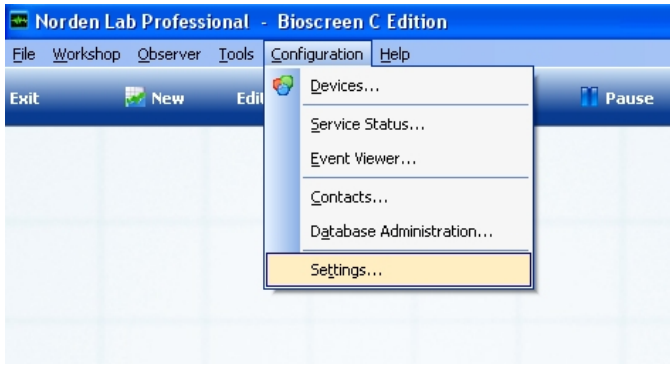 Norden Lab Professional - Bioscreen C Edition
File Workshop Observer Tools Configuration Help
Exit New Edit Pause
Devices...
Service Status...
Event Viewer...
Contacts...
Database Administration...
Settings...